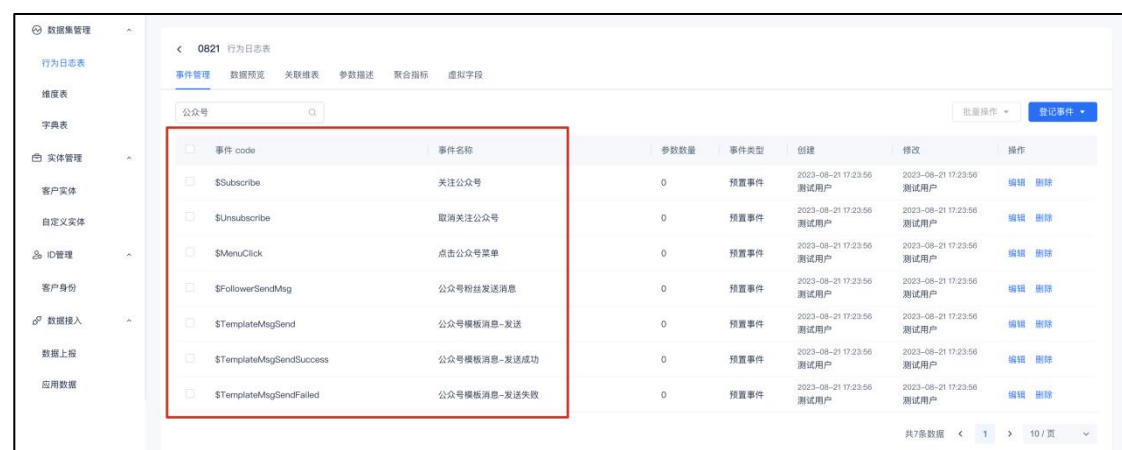 数据集管理
行为日志表
维度表
字典表
实体管理
客户实体
自定义实体
ID管理
客户身份
数据接入
数据上报
应用数据
0821 行为日志表
事件管理 数据预览 关联维表 参数描述 聚合指标 虚拟字段
公众号
批量操作 登记事件
事件 code 事件名称 参数数量 事件类型 创建 修改 操作
$Subscribe 关注公众号 0 预置事件 2023-08-21 17:23:56 测试用户 2023-08-21 17:23:56 测试用户 编辑 删除
$Unsubscribe 取消关注公众号 0 预置事件 2023-08-21 17:23:56 测试用户 2023-08-21 17:23:56 测试用户 编辑 删除
$MenuClick 点击公众号菜单 0 预置事件 2023-08-21 17:23:56 测试用户 2023-08-21 17:23:56 测试用户 编辑 删除
$FollowerSendMsg 公众号粉丝发送消息 0 预置事件 2023-08-21 17:23:56 测试用户 2023-08-21 17:23:56 测试用户 编辑 删除
$TemplateMsgSend 公众号模板消息-发送 0 预置事件 2023-08-21 17:23:56 测试用户 2023-08-21 17:23:56 测试用户 编辑 删除
$TemplateMsgSendSuccess 公众号模板消息-发送成功 0 预置事件 2023-08-21 17:23:56 测试用户 2023-08-21 17:23:56 测试用户 编辑 删除
$TemplateMsgSendFailed 公众号模板消息-发送失败 0 预置事件 2023-08-21 17:23:56 测试用户 2023-08-21 17:23:56 测试用户 编辑 删除
共7条数据 1 10 / 页